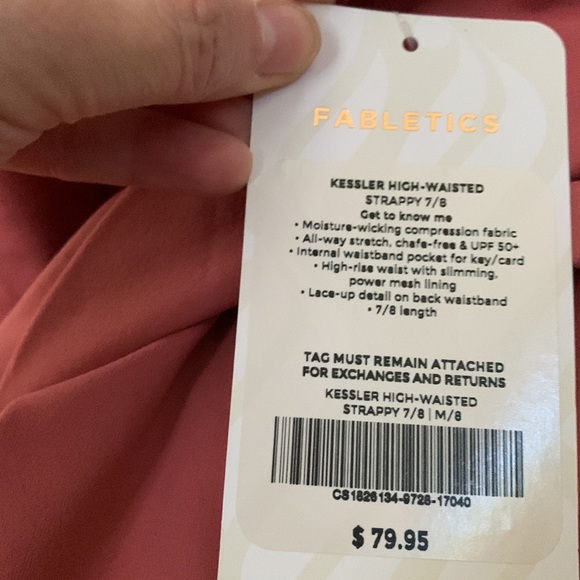 FABLETICS
KESSLER HIGH-WAISTED
STRAPPY 7/8
Get to know me
• Moisture-wicking compression fabric
• All-way stretch, chafe-free & UPF 50+
• Internal waistband pocket for key/card
• High-rise waist with slimming,
power mesh lining
• Lace-up detail on back waistband
• 7/8 length
TAG MUST REMAIN ATTACHED
FOR EXCHANGES AND RETURNS
KESSLER HIGH-WAISTED
STRAPPY 7/8 | M/8
CS1826134-9728-17040
$ 79.95